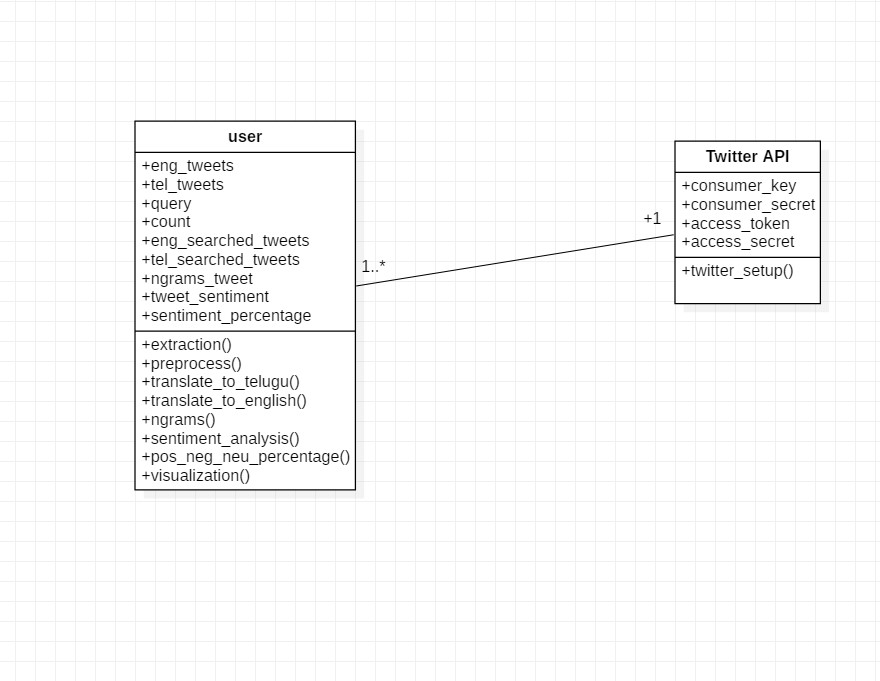 user
+eng_tweets
+tel_tweets
+query
+count
+eng_searched_tweets
+tel_searched_tweets
+ngrams_tweet
+tweet_sentiment
+sentiment_percentage
+extraction()
+preprocess()
+translate_to_telugu()
+translate_to_english()
+ngrams()
+sentiment_analysis()
+pos_neg_neu_percentage()
+visualization()
1..*
+1
Twitter API
+consumer_key
+consumer_secret
+access_token
+access_secret
+twitter_setup()